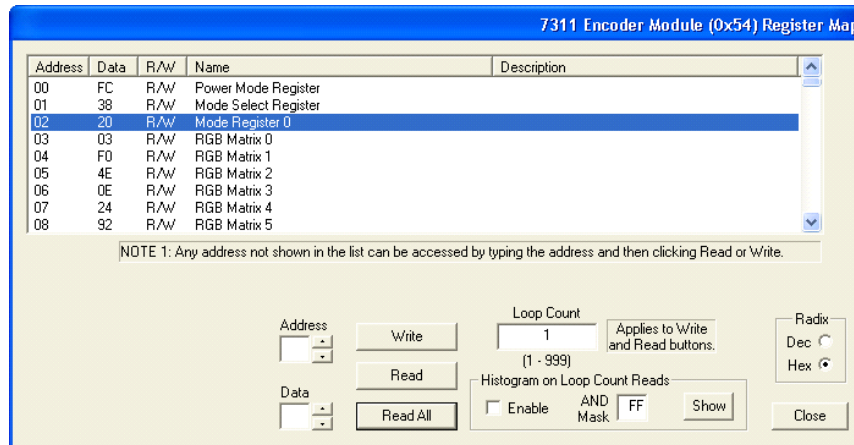 7311 Encoder Module (0x54) Register Map
Address Data R/W Name Description
00 FC R/W Power Mode Register
01 38 R/W Mode Select Register
02 20 R/W Mode Register 0
03 03 R/W RGB Matrix 0
04 F0 R/W RGB Matrix 1
05 4E R/W RGB Matrix 2
06 0E R/W RGB Matrix 3
07 24 R/W RGB Matrix 4
08 92 R/W RGB Matrix 5
NOTE 1: Any address not shown in the list can be accessed by typing the address and then clicking Read or Write.
Address
Write
Read
Data
Read All
Loop Count
1
(1 - 999)
Applies to Write
and Read buttons.
Histogram on Loop Count Reads
Enable
AND
Mask
FF
Show
Radix
Dec
Hex
Close